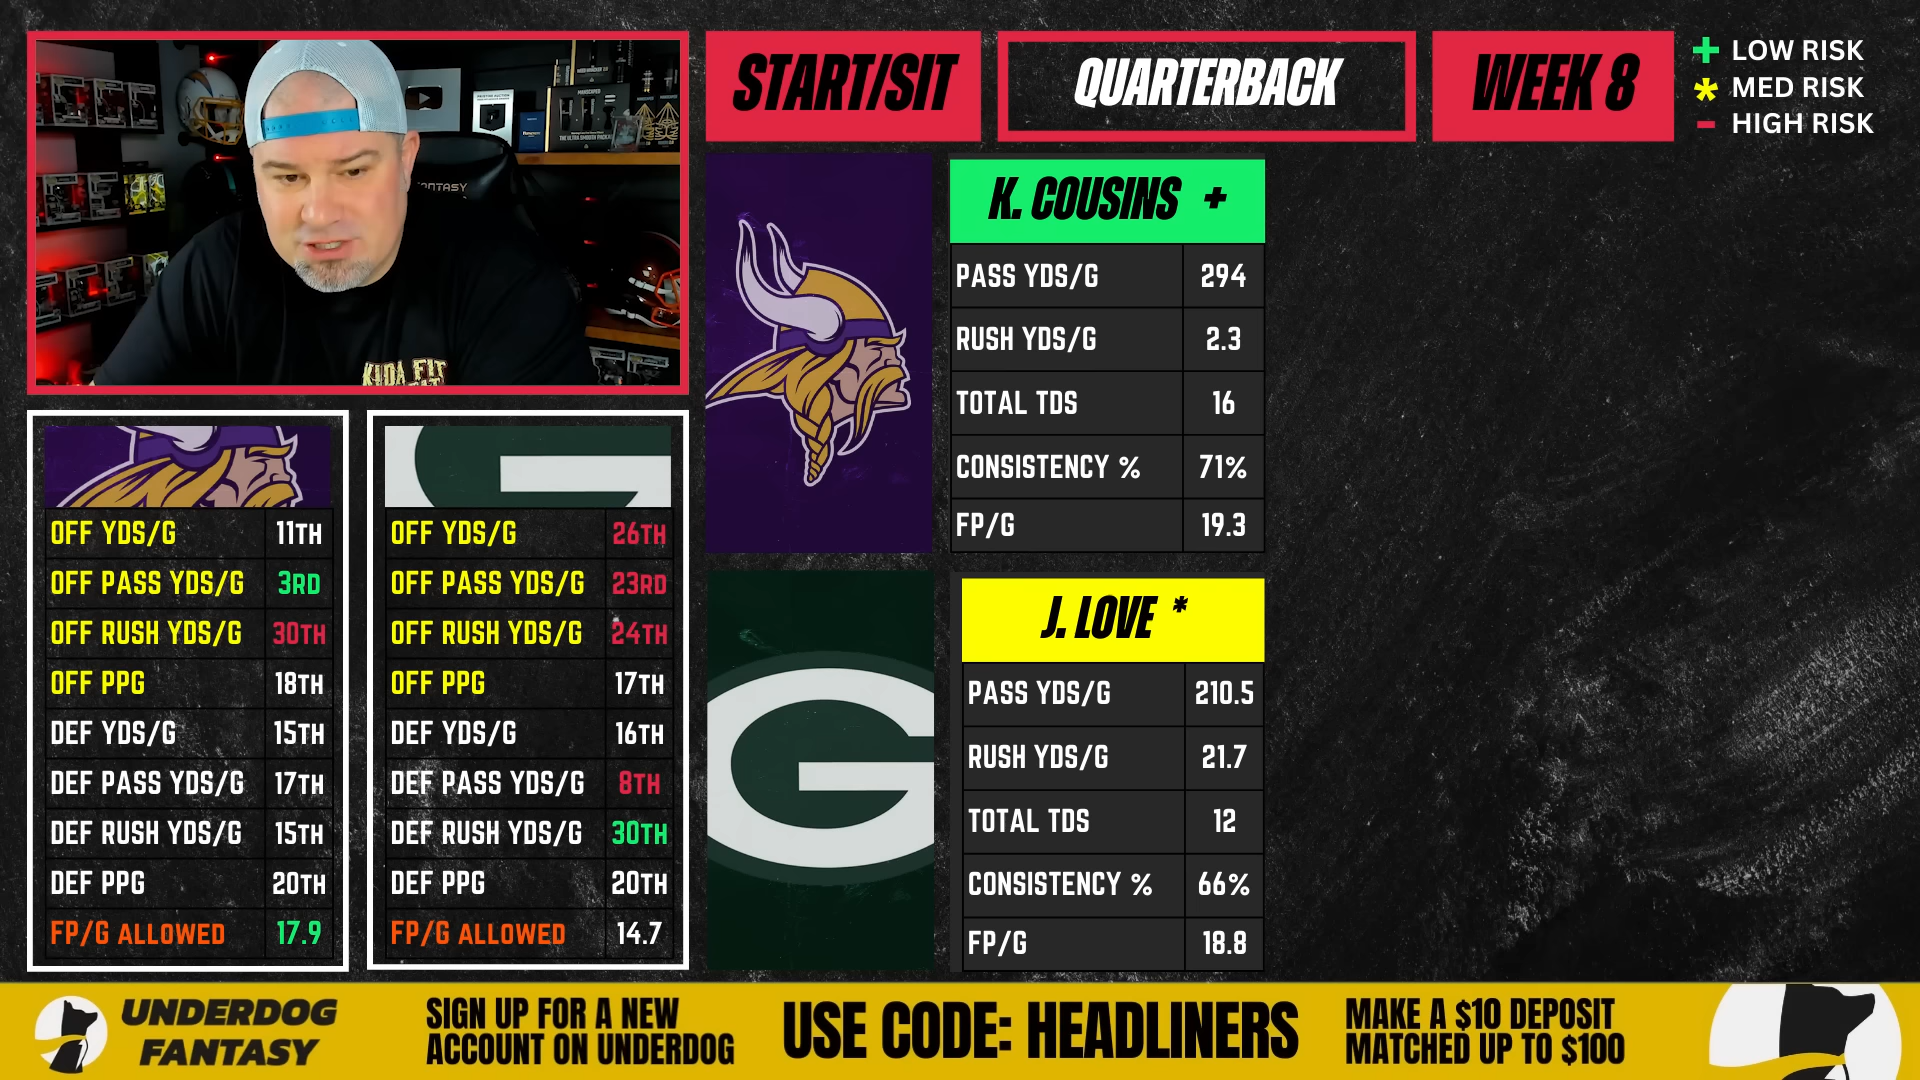 START/SIT
QUARTERBACK
WEEK 8
+ LOW RISK
* MED RISK
- HIGH RISK
ANTASY
KUDA FIT
K. COUSINS +
PASS YDS/G 294
RUSH YDS/G 2.3
TOTAL TDS 16
CONSISTENCY % 71%
FP/G 19.3
J. LOVE *
PASS YDS/G 210.5
RUSH YDS/G 21.7
TOTAL TDS 12
CONSISTENCY % 66%
FP/G 18.8
OFF YDS/G 11TH
OFF PASS YDS/G 3RD
OFF RUSH YDS/G 30TH
OFF PPG 18TH
DEF YDS/G 15TH
DEF PASS YDS/G 17TH
DEF RUSH YDS/G 15TH
DEF PPG 20TH
FP/G ALLOWED 17.9
OFF YDS/G 26TH
OFF PASS YDS/G 23RD
OFF RUSH YDS/G 24TH
OFF PPG 17TH
DEF YDS/G 16TH
DEF PASS YDS/G 8TH
DEF RUSH YDS/G 30TH
DEF PPG 20TH
FP/G ALLOWED 14.7
UNDERDOG
FANTASY
SIGN UP FOR A NEW
ACCOUNT ON UNDERDOG
USE CODE: HEADLINERS
MAKE A $10 DEPOSIT
MATCHED UP TO $100